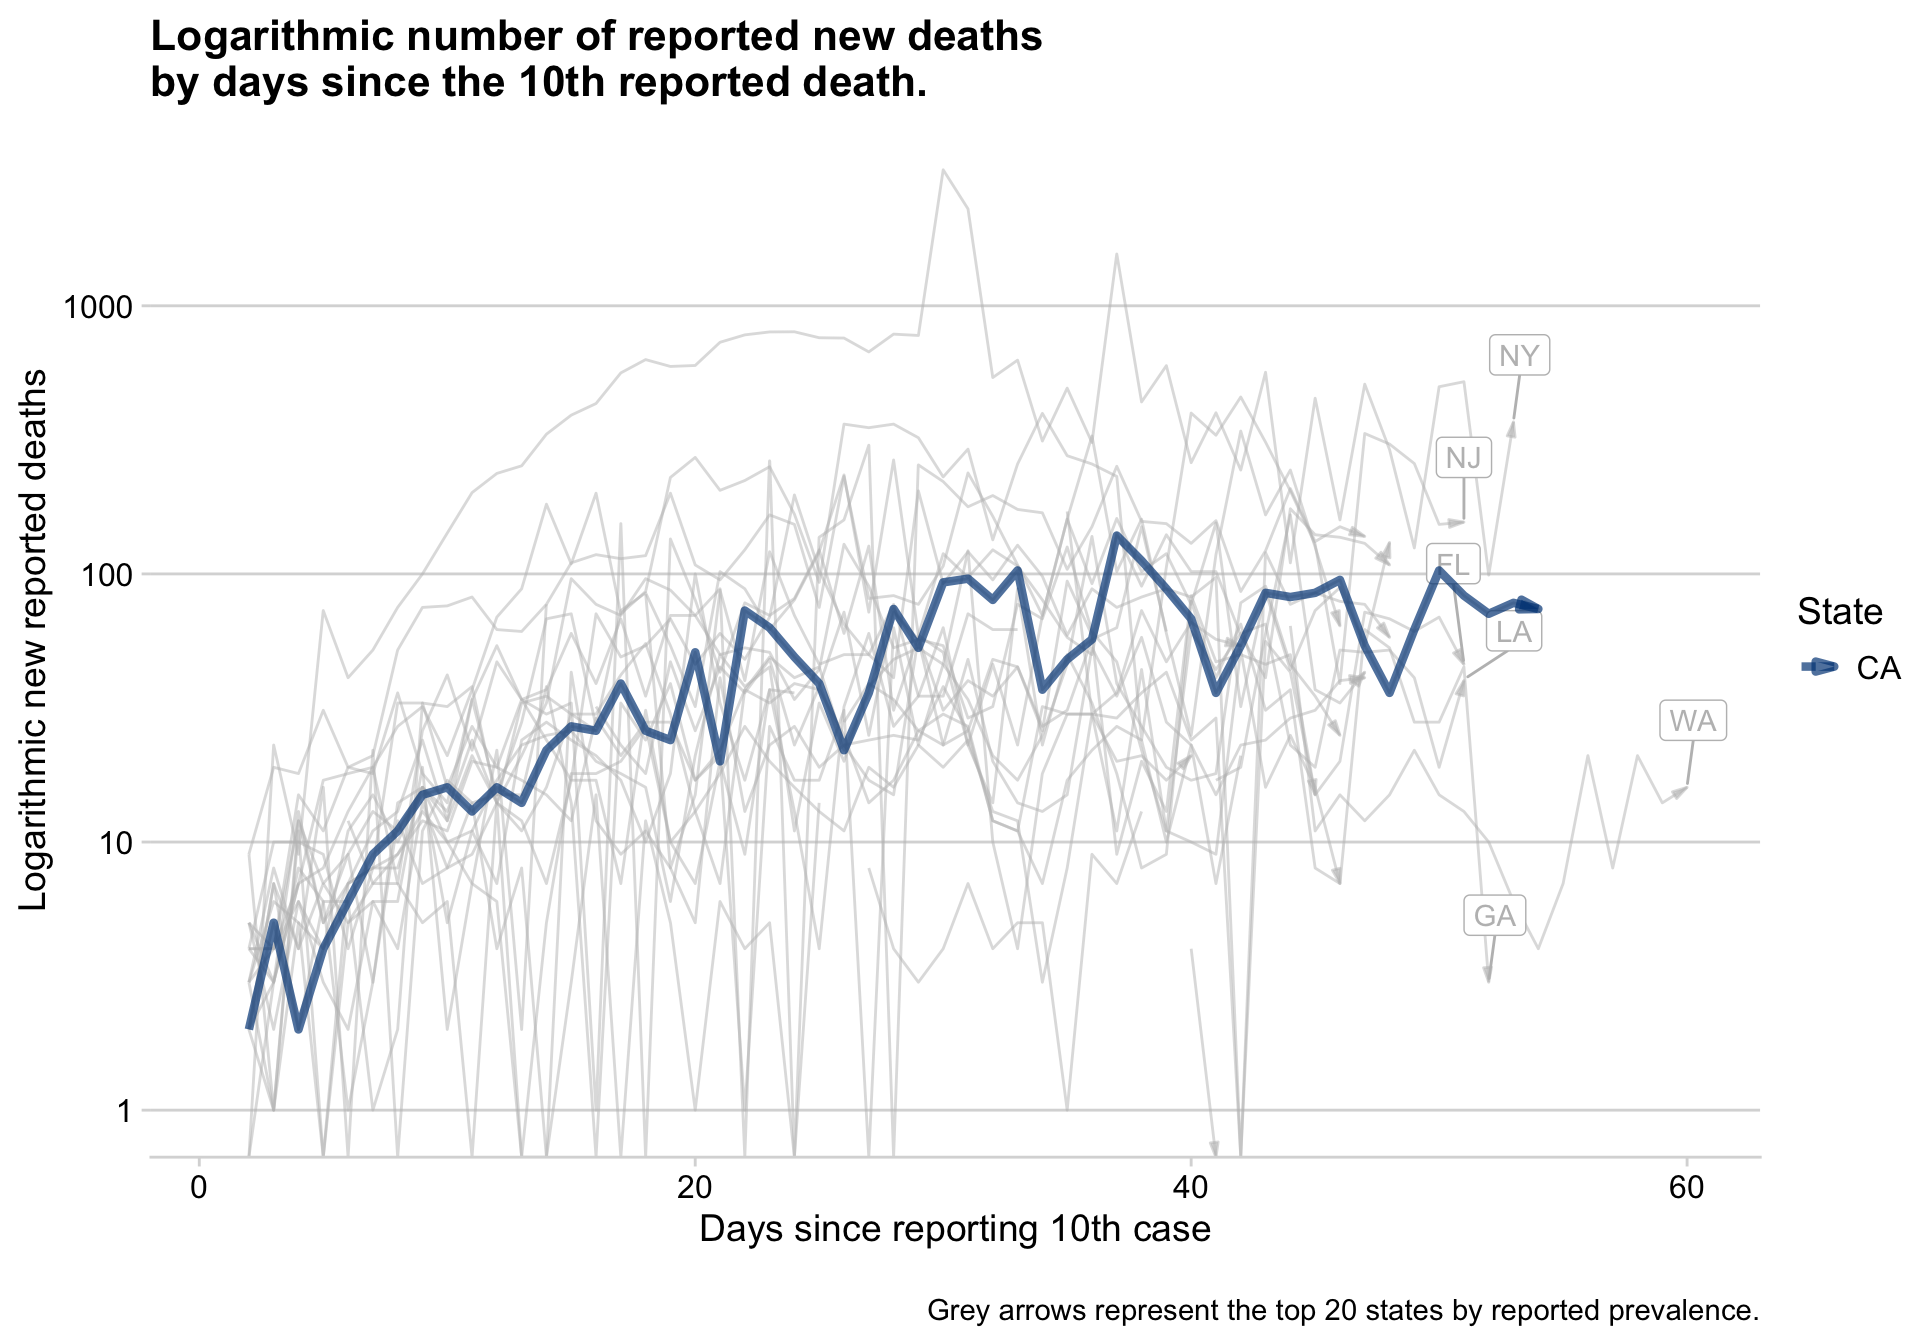 Logarithmic number of reported new deaths
by days since the 10th reported death.
Logarithmic new reported deaths
1000
100
10
1
NY
NJ
FL
LA
WA
GA
State
CA
0 20 40 60
Days since reporting 10th case
Grey arrows represent the top 20 states by reported prevalence.